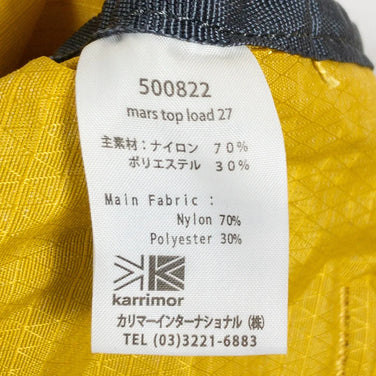 500822
mars top load 27
主素材：ナイロン 70％
ポリエステル 30％
Main Fabric :
Nylon 70%
Polyester 30%
karrimor
カリマーインターナショナル (株)
TEL (03)3221-6883